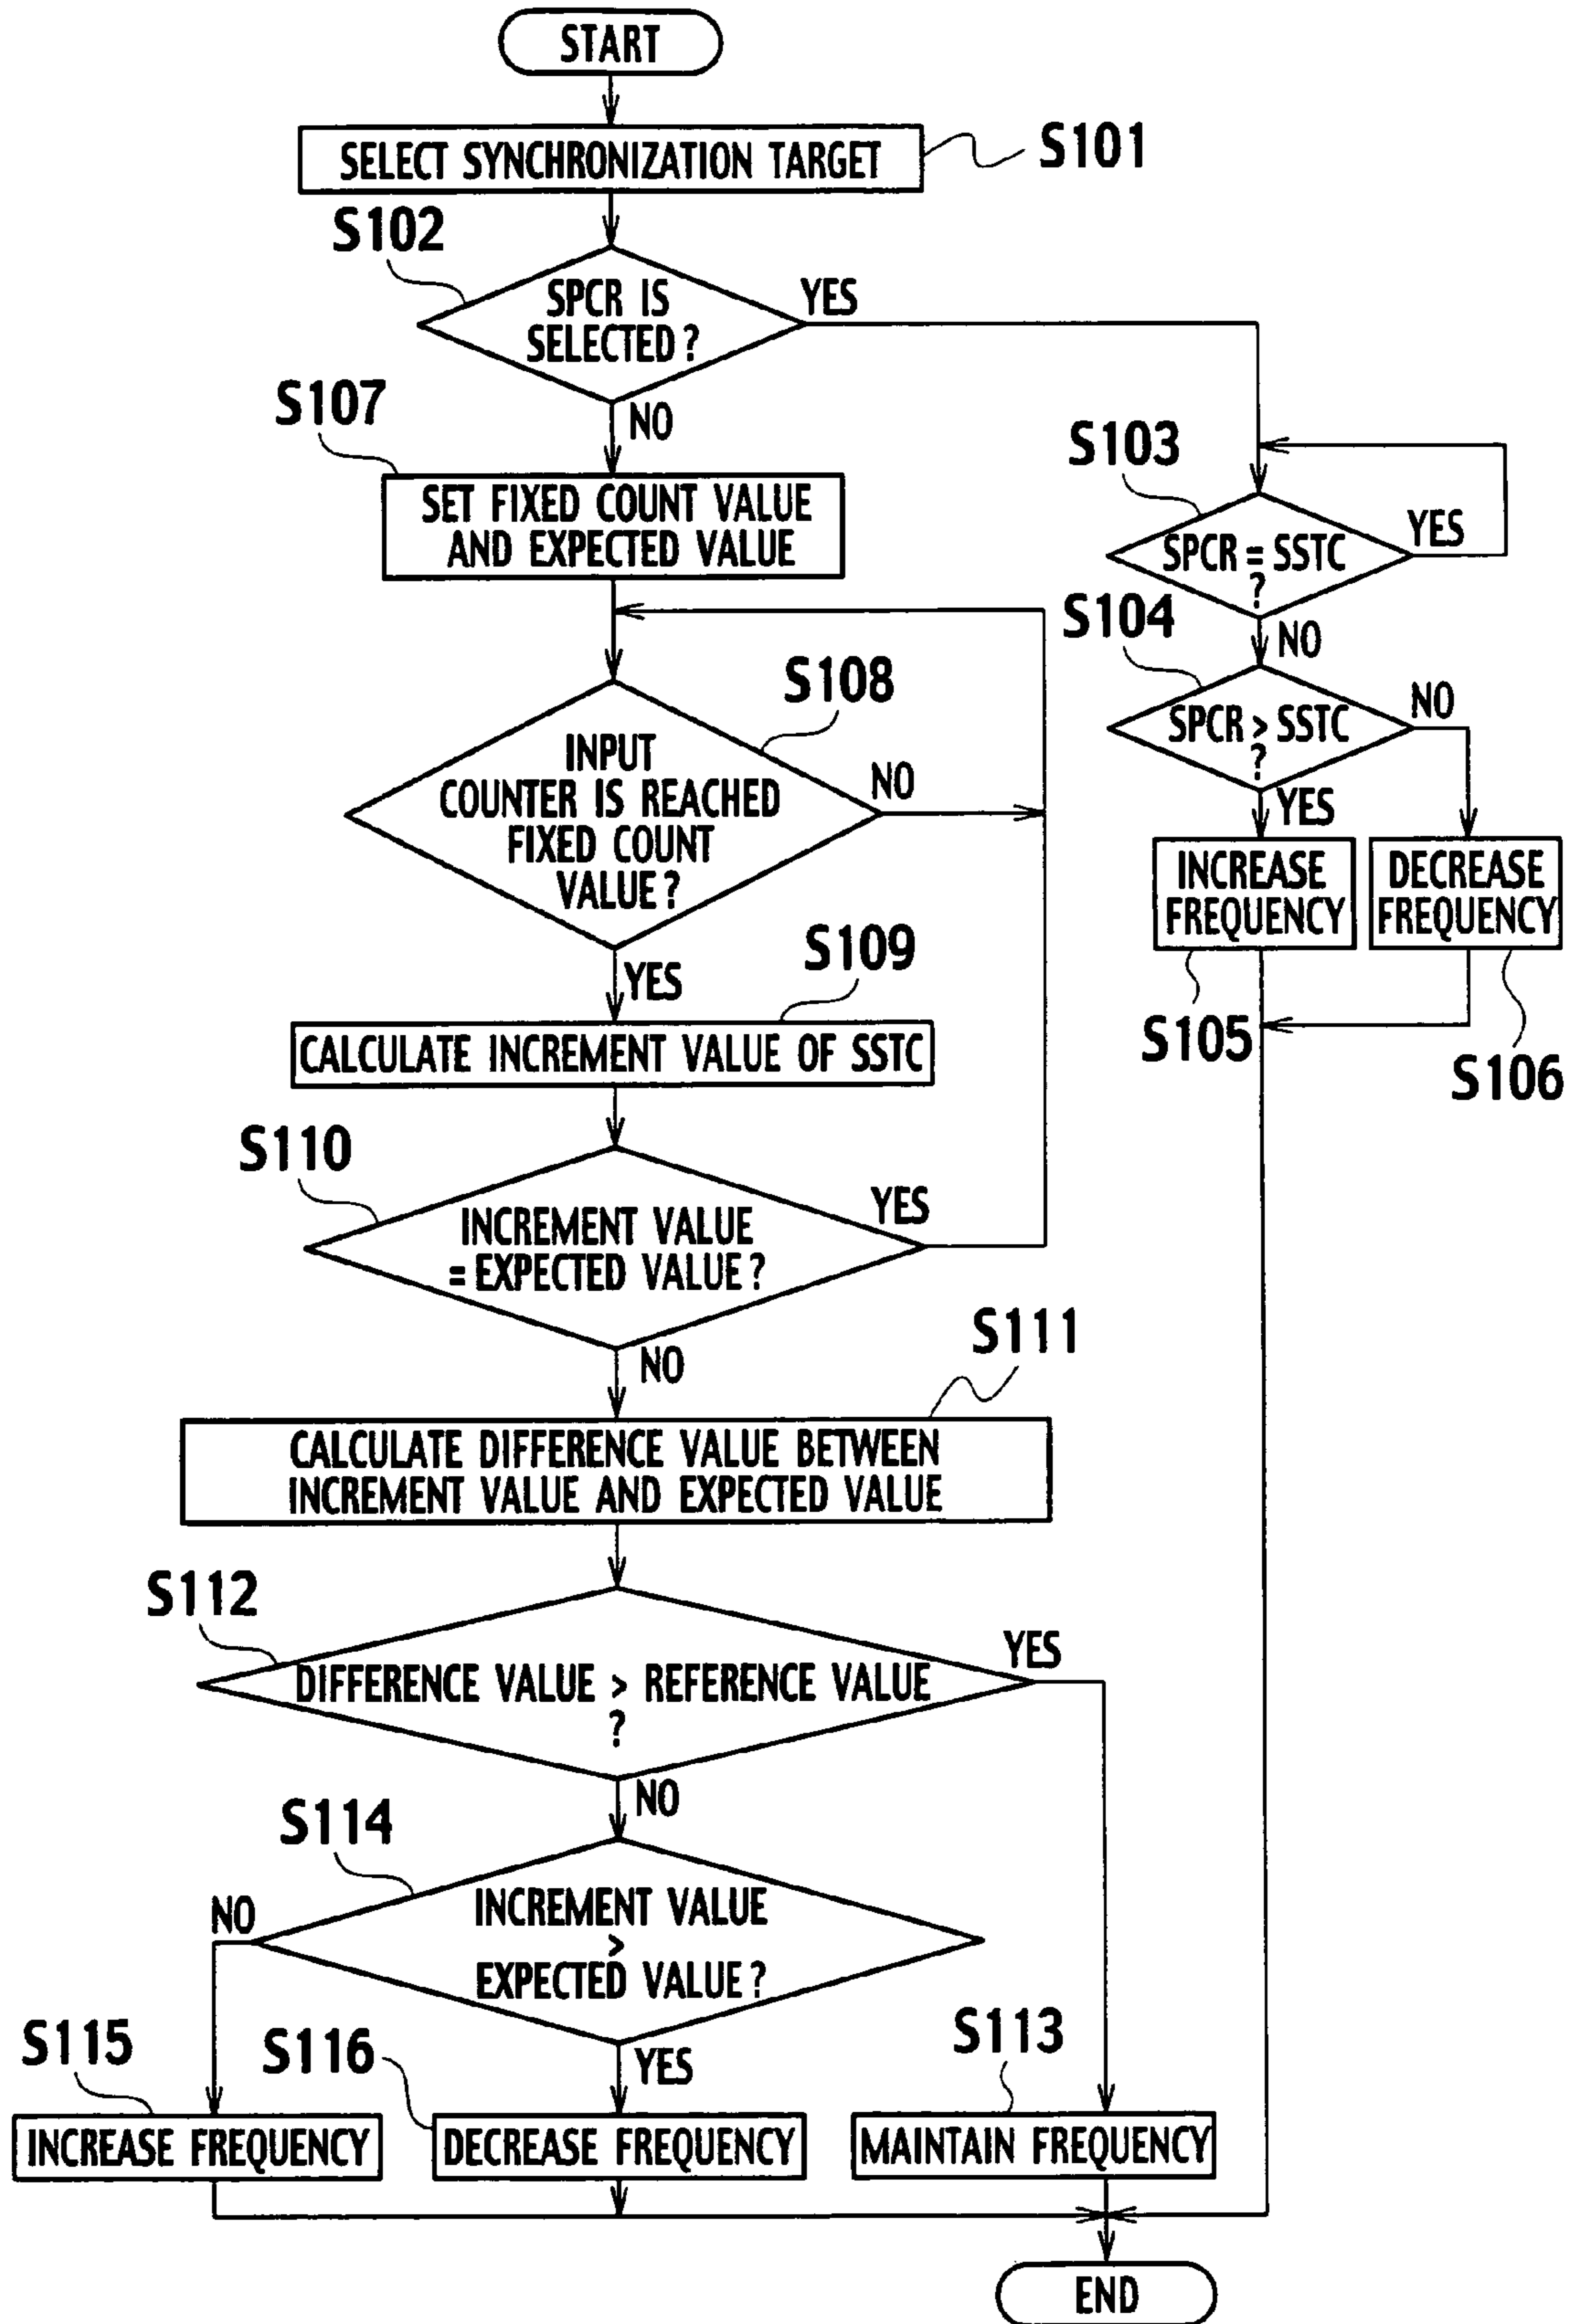 START
SELECT SYNCHRONIZATION TARGET
S101
S102
SPCR IS
SELECTED?
YES
NO
S107
SET FIXED COUNT VALUE
AND EXPECTED VALUE
S103
SPCR = SSTC
?
YES
NO
S104
SPCR > SSTC
?
NO
YES
INCREASE
FREQUENCY
DECREASE
FREQUENCY
S105
S106
S108
INPUT
COUNTER IS REACHED
FIXED COUNT
VALUE?
NO
YES
S109
CALCULATE INCREMENT VALUE OF SSTC
S110
INCREMENT VALUE
= EXPECTED VALUE?
YES
NO
S111
CALCULATE DIFFERENCE VALUE BETWEEN
INCREMENT VALUE AND EXPECTED VALUE
S112
DIFFERENCE VALUE > REFERENCE VALUE
?
YES
NO
S114
INCREMENT VALUE
>
EXPECTED VALUE?
NO
YES
S115
S116
S113
INCREASE FREQUENCY
DECREASE FREQUENCY
MAINTAIN FREQUENCY
END